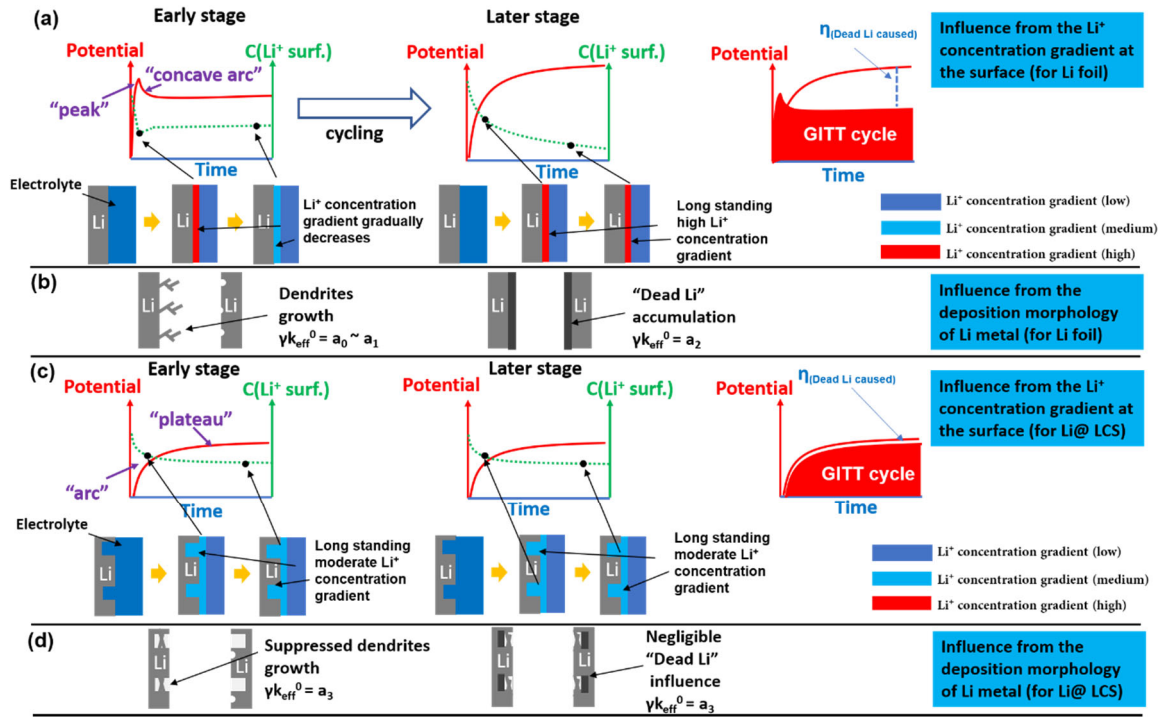 (a)
Early stage
Potential
C(Li⁺ surf.)
"concave arc"
"peak"
Time
cycling
Later stage
Potential
C(Li⁺ surf.)
Time
η(Dead Li caused)
Potential
GITT cycle
Time
Influence from the Li⁺
concentration gradient at
the surface (for Li foil)
Electrolyte
Li
Li
Li
Li⁺ concentration
gradient gradually
decreases
Li
Li
Li
Long standing
high Li⁺
concentration
gradient
Li⁺ concentration gradient (low)
Li⁺ concentration gradient (medium)
Li⁺ concentration gradient (high)
(b)
Li
Li
Dendrites
growth
γkeff⁰ = a₀ ~ a₁
Li
Li
"Dead Li"
accumulation
γkeff⁰ = a₂
Influence from the
deposition morphology
of Li metal (for Li foil)
(c)
Early stage
Potential
C(Li⁺ surf.)
"plateau"
"arc"
Time
Later stage
Potential
C(Li⁺ surf.)
Time
η(Dead Li caused)
Potential
GITT cycle
Time
Influence from the Li⁺
concentration gradient at
the surface (for Li@ LCS)
Electrolyte
Li
Li
Li
Long standing
moderate Li⁺
concentration
gradient
Li
Li
Li
Long standing
moderate Li⁺
concentration
gradient
Li⁺ concentration gradient (low)
Li⁺ concentration gradient (medium)
Li⁺ concentration gradient (high)
(d)
Li
Li
Suppressed dendrites
growth
γkeff⁰ = a₃
Li
Li
Negligible
"Dead Li"
influence
γkeff⁰ = a₃
Influence from the
deposition morphology
of Li metal (for Li@ LCS)